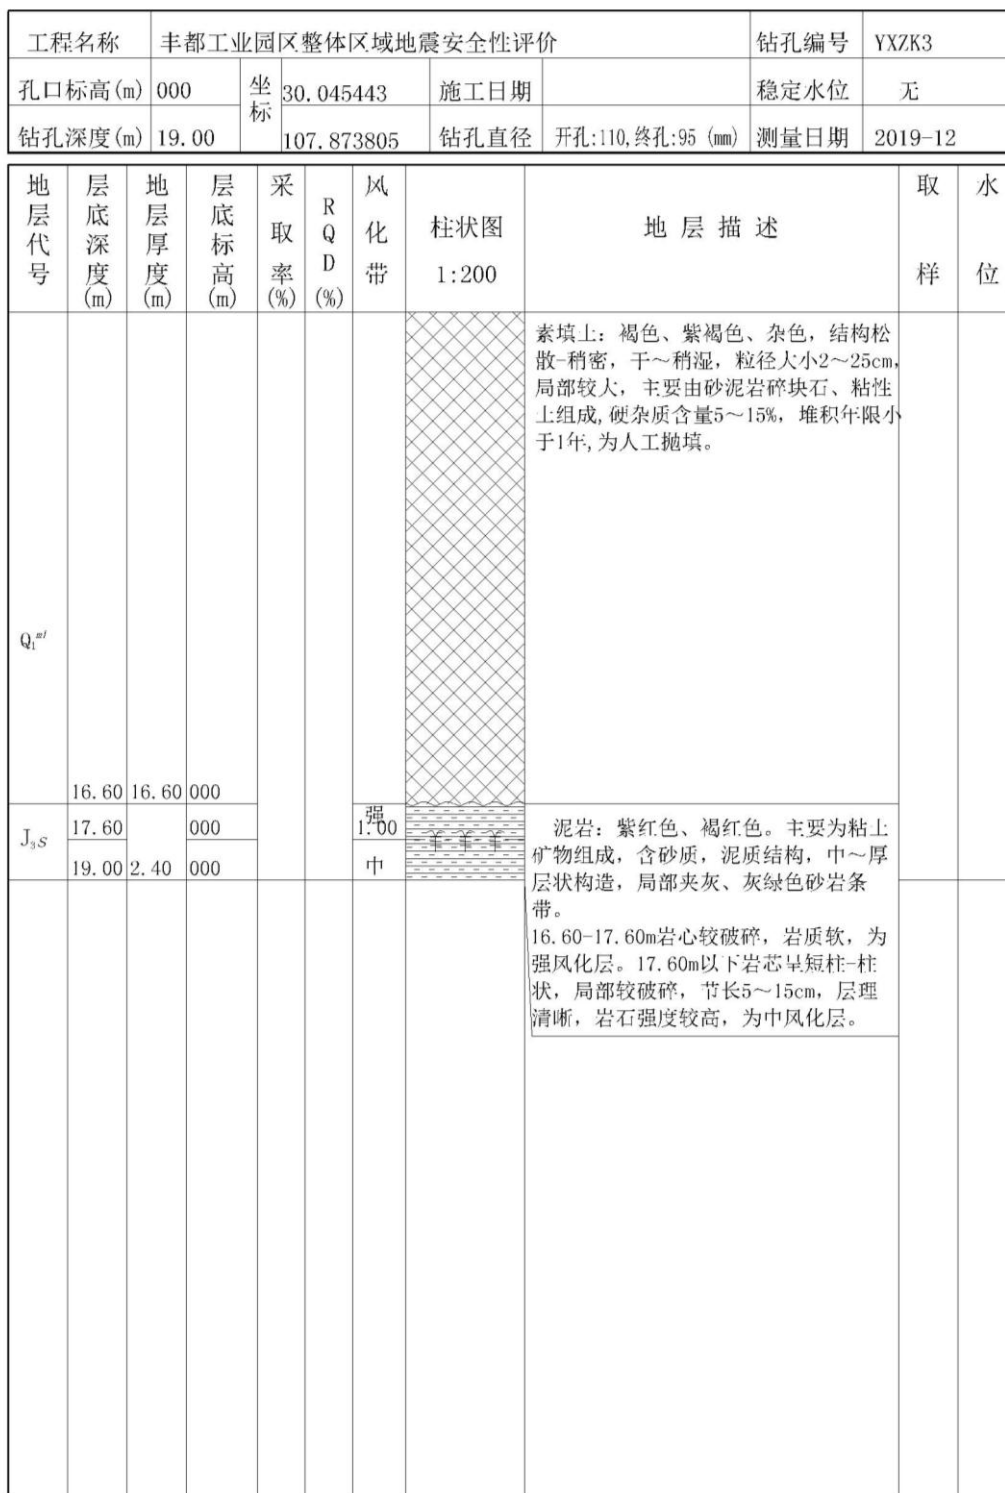 工程名称 丰都工业园区整体区域地震安全性评价 钻孔编号 YXZK3
孔口标高(m) 000 坐标 30.045443 施工日期 稳定水位 无
钻孔深度(m) 19.00 107.873805 钻孔直径 开孔:110,终孔:95 (mm) 测量日期 2019-12
地层代号 层底深度(m) 地层厚度(m) 层底标高(m) 采取率(%) RQD(%) 风化带 柱状图 1:200 地层描述 取样 水位
素填土：褐色、紫褐色、杂色，结构松
散-稍密，干～稍湿，粒径大小2～25cm，
局部较大，主要由砂泥岩碎块石、粘性
土组成,硬杂质含量5～15%，堆积年限小
于1年,为人工抛填。
Q₁ᵐˡ
16.60 16.60 000
J₃S
17.60 000 强 1.00
19.00 2.40 000 中
泥岩：紫红色、褐红色。主要为粘土
矿物组成，含砂质，泥质结构，中～厚
层状构造，局部夹灰、灰绿色砂岩条
带。
16.60-17.60m岩心较破碎，岩质软，为
强风化层。17.60m以下岩芯呈短柱-柱
状，局部较破碎，节长5～15cm，层理
清晰，岩石强度较高，为中风化层。